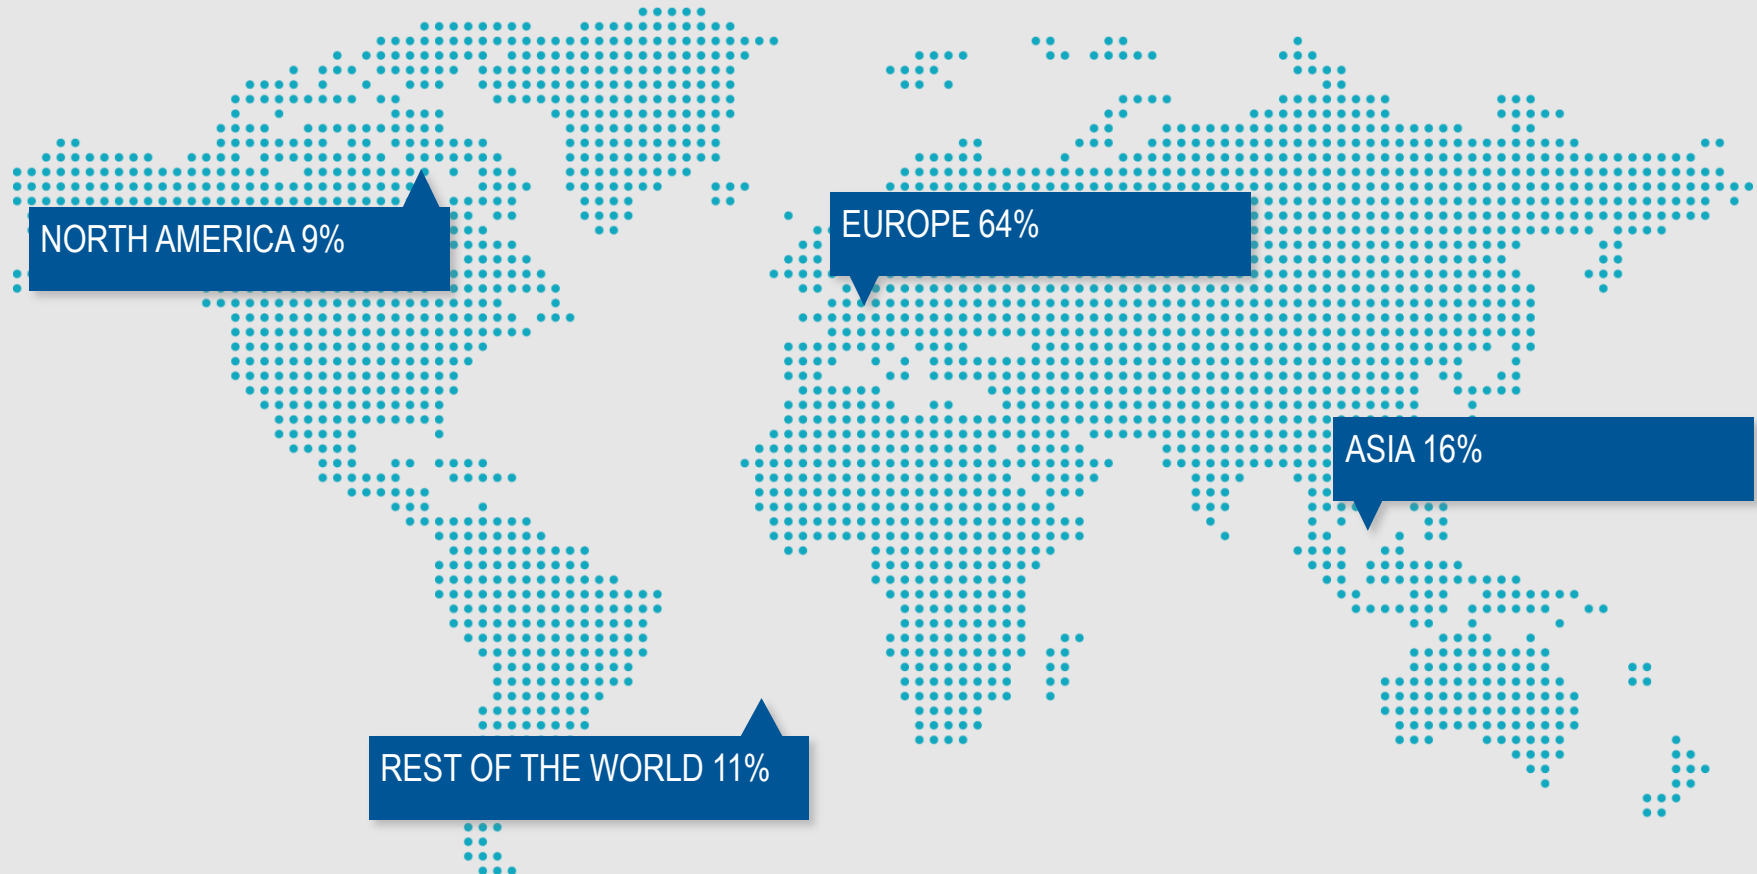 NORTH AMERICA 9%
EUROPE 64%
ASIA 16%
REST OF THE WORLD 11%